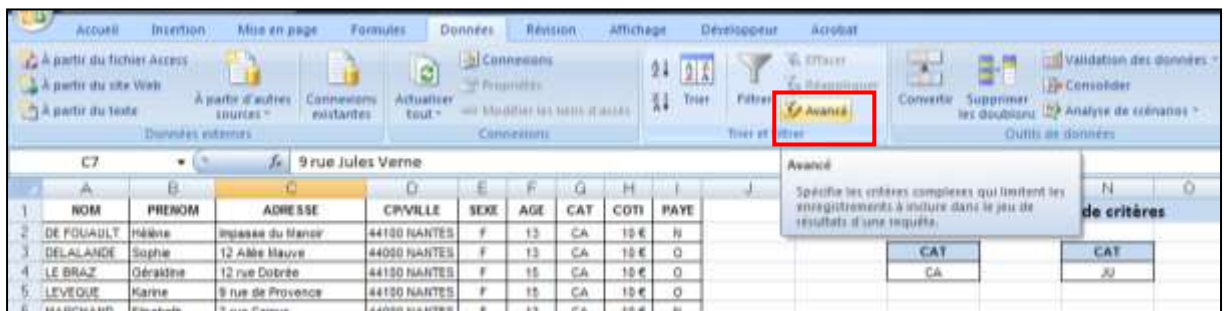 Accueil Insertion Mise en page Formules Données Révision Affichage Développeur Acrobat
À partir du fichier Access
À partir du site Web
À partir du texte
À partir d'autres sources
Connexions existantes
Données externes
Actualiser tout
Connexions
Propriétés
Modifier les liens d'accès
Connexions
Trier
Filtrer
Effacer
Réappliquer
Avancé
Trier et filtrer
Convertir
Supprimer les doublons
Validation des données
Consolider
Analyse de scénarios
Outils de données
C7 fx 9 rue Jules Verne
Avancé
Spécifie les critères complexes qui limitent les
enregistrements à inclure dans le jeu de
résultats d'une requête.
A B C D E F G H I J N O
1 NOM PRENOM ADRESSE CP/VILLE SEXE AGE CAT COTI PAYE de critères
2 DE FOUAULT Hélène Impasse du Manoir 44100 NANTES F 13 CA 10 € N
3 DELALANDE Sophie 12 Allée Mauve 44000 NANTES F 13 CA 10 € O CAT CAT
4 LE BRAZ Géraldine 12 rue Dobrée 44100 NANTES F 15 CA 10 € O CA JU
5 LEVEQUE Karine 9 rue de Provence 44100 NANTES F 15 CA 10 € O